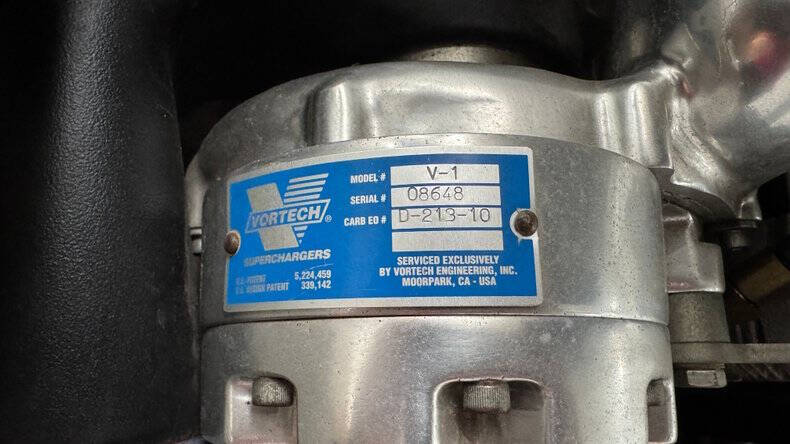 VORTECH®
SUPERCHARGERS
U.S. PATENT 5,224,459
U.S. DESIGN PATENT 339,142
MODEL # V-1
SERIAL # 08648
CARB EO # D-213-10
SERVICED EXCLUSIVELY
BY VORTECH ENGINEERING, INC.
MOORPARK, CA - USA